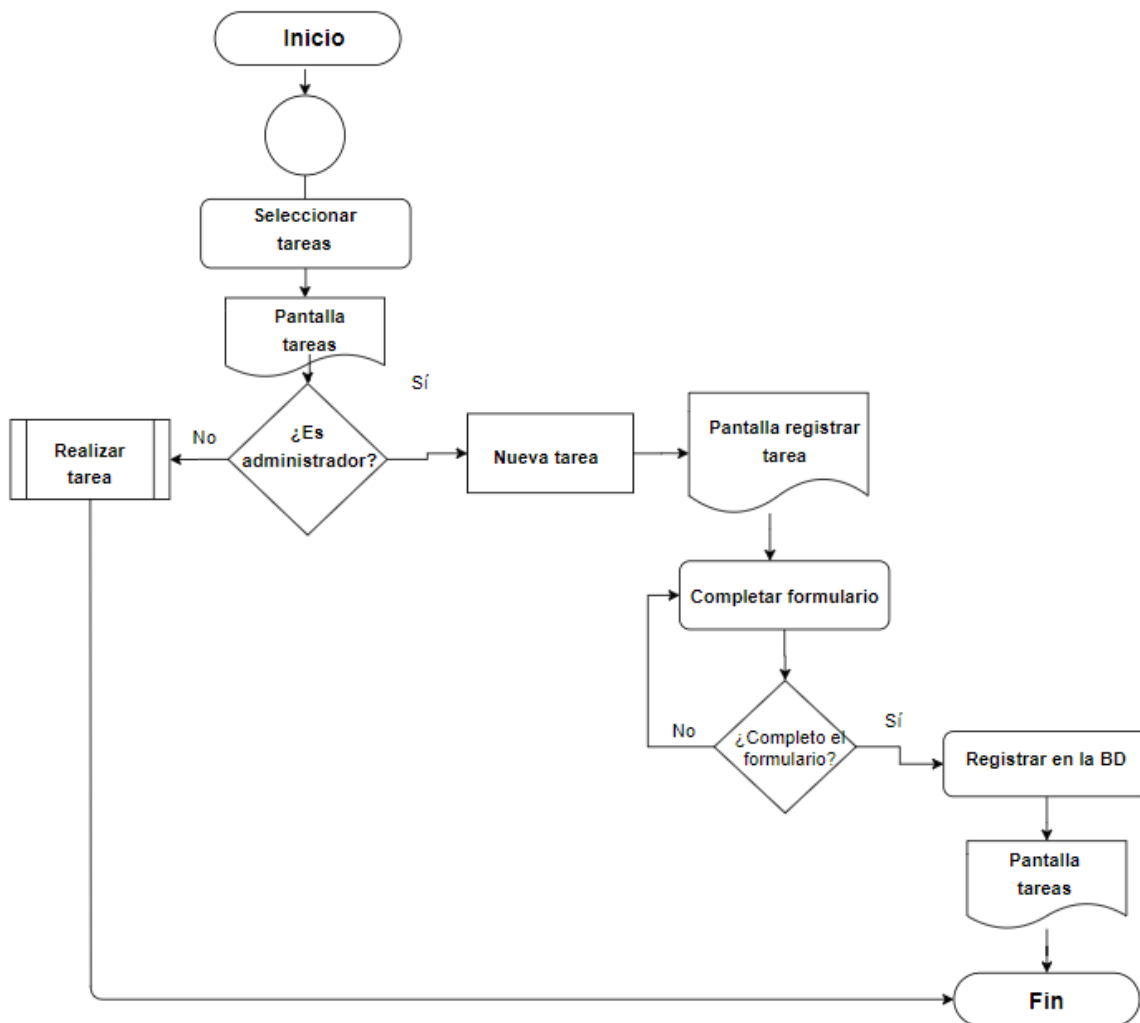 Inicio
Seleccionar
tareas
Pantalla
tareas
Sí
¿Es
administrador?
No
Realizar
tarea
Nueva tarea
Pantalla registrar
tarea
Completar formulario
¿Completo el
formulario?
No
Sí
Registrar en la BD
Pantalla
tareas
Fin